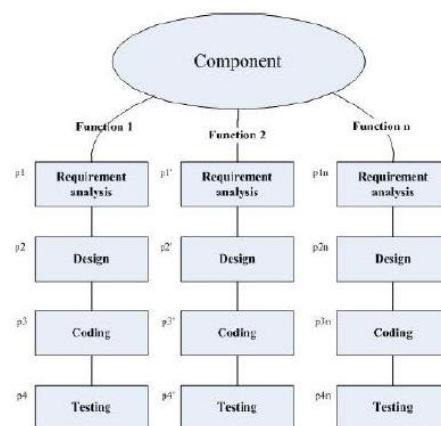 Component
Function 1
Function 2
Function n
p1
Requirement
analysis
p1'
Requirement
analysis
p1n
Requirement
analysis
p2
Design
p2'
Design
p2n
Design
p3
Coding
p3'
Coding
p3n
Coding
p4
Testing
p4'
Testing
p4n
Testing